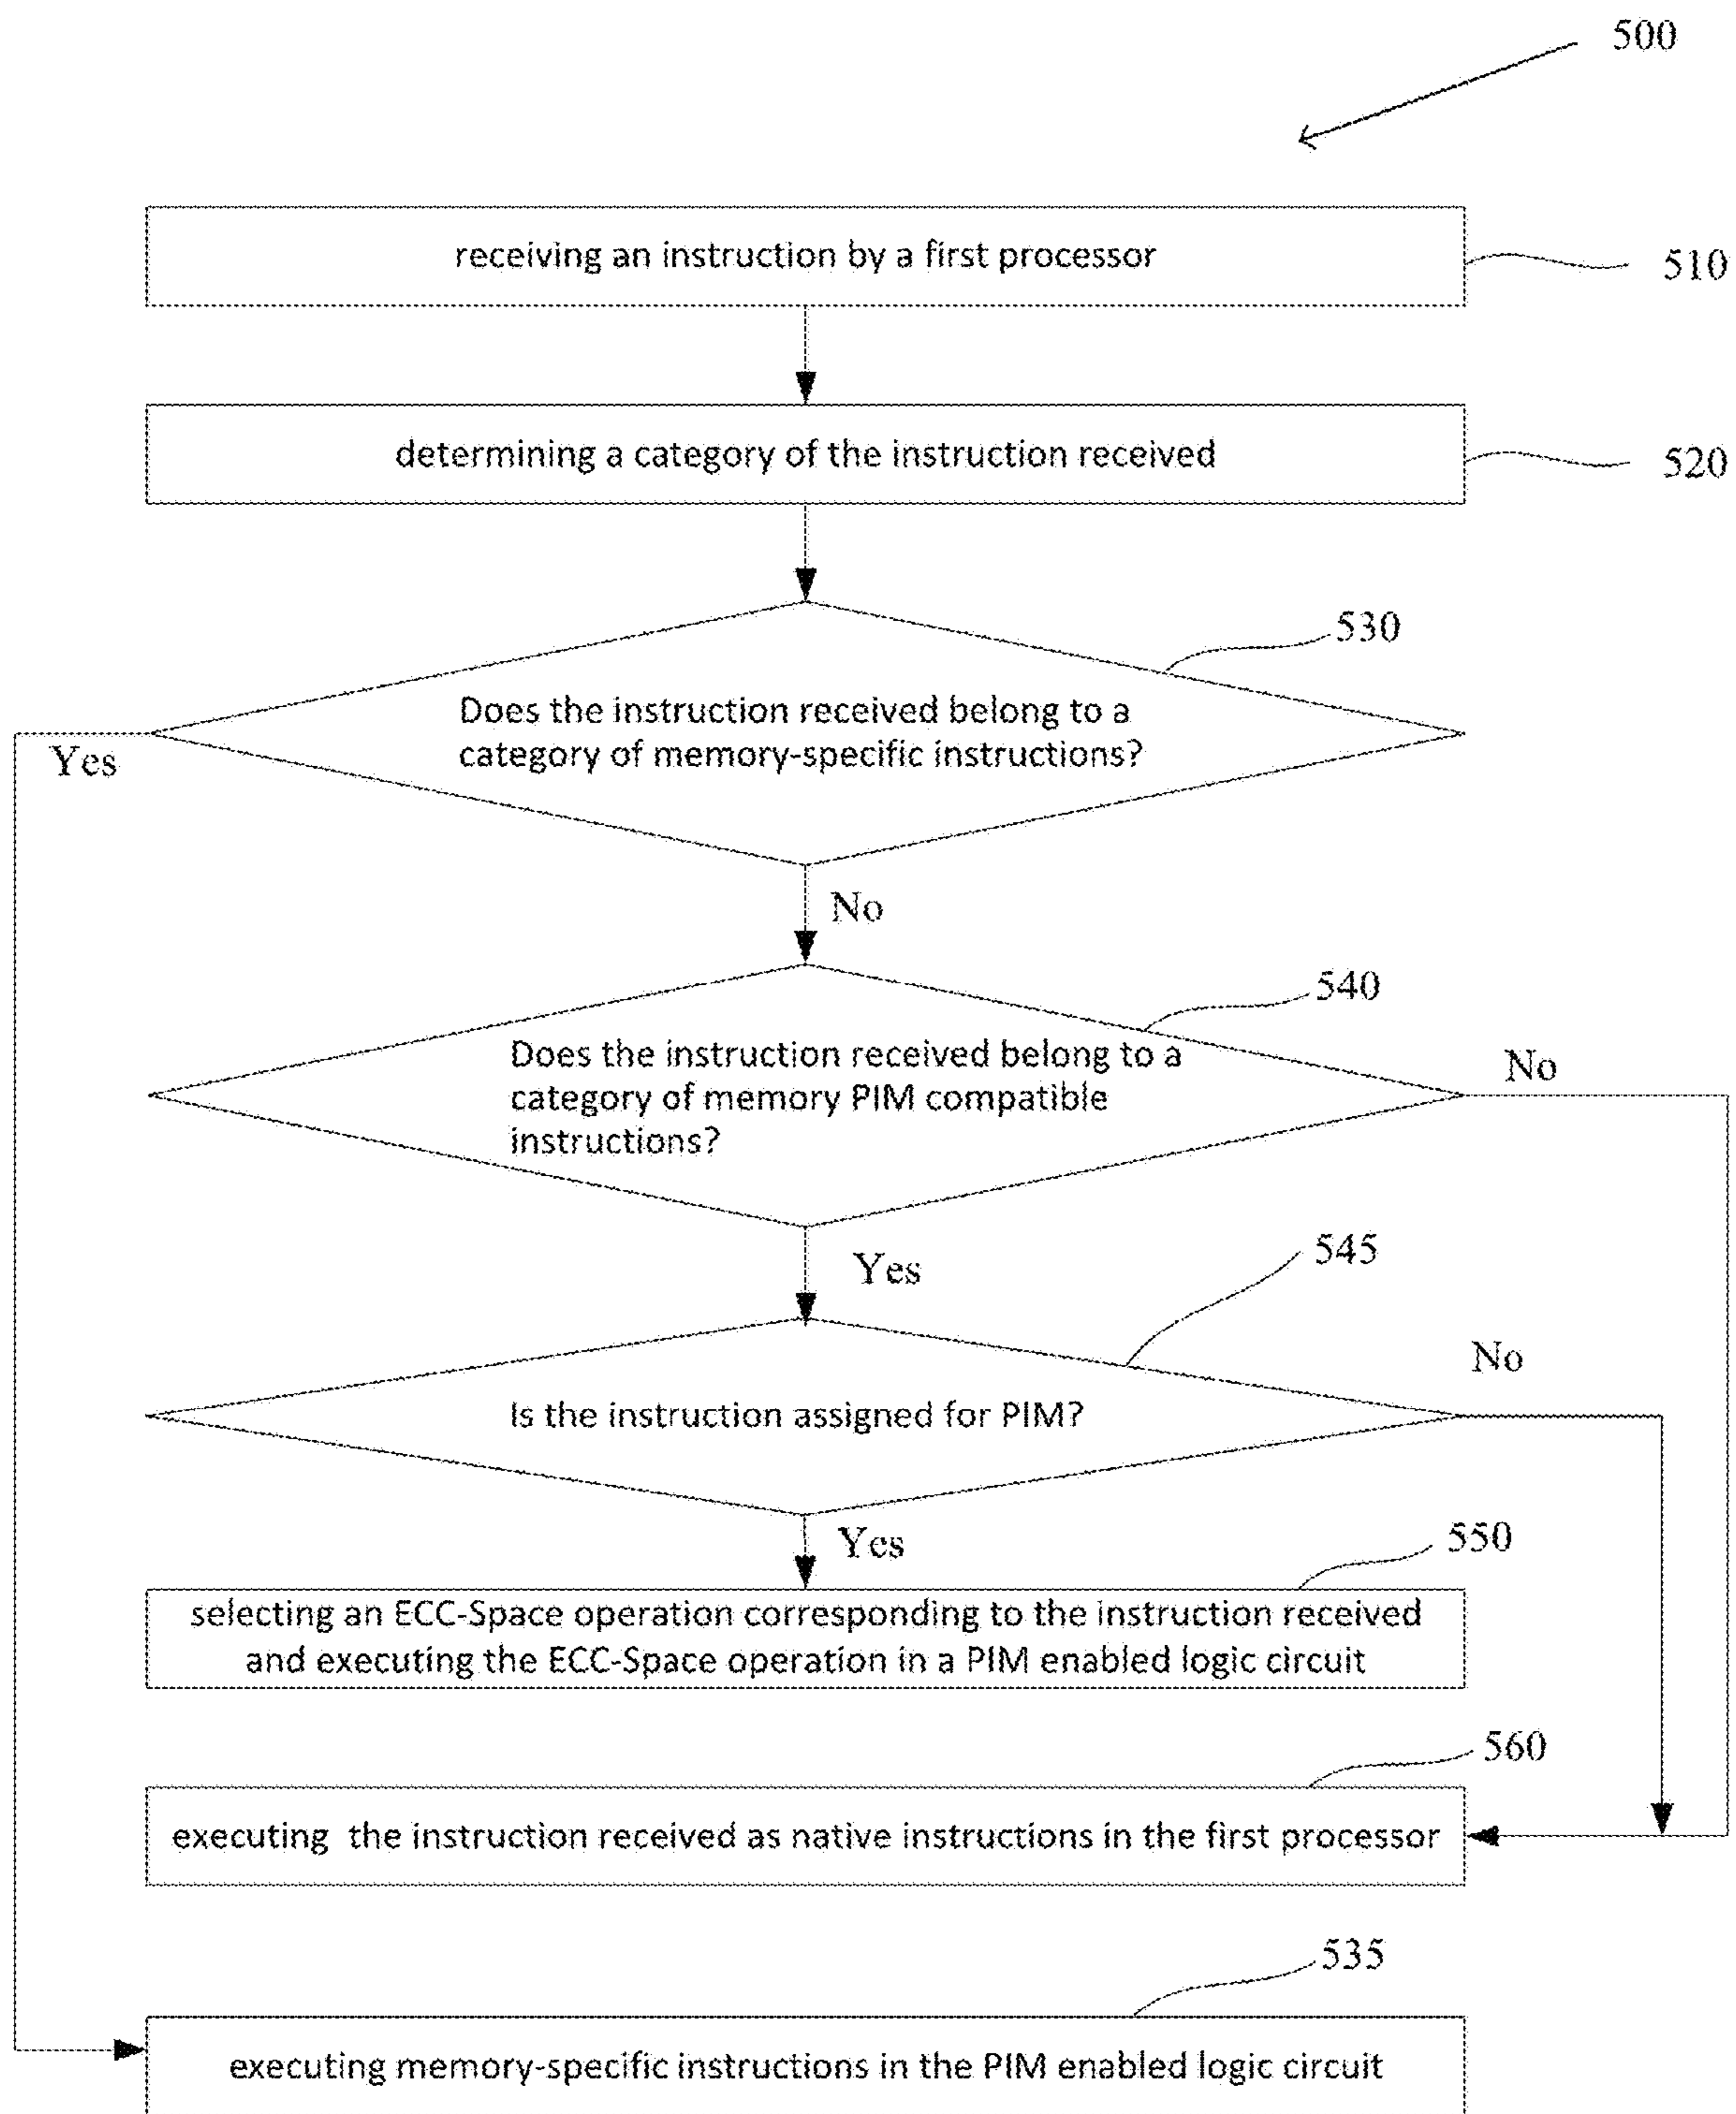 500
receiving an instruction by a first processor
510
determining a category of the instruction received
520
530
Does the instruction received belong to a
category of memory-specific instructions?
Yes
No
540
Does the instruction received belong to a
category of memory PIM compatible
instructions?
No
Yes
545
Is the instruction assigned for PIM?
No
Yes
550
selecting an ECC-Space operation corresponding to the instruction received
and executing the ECC-Space operation in a PIM enabled logic circuit
560
executing the instruction received as native instructions in the first processor
535
executing memory-specific instructions in the PIM enabled logic circuit